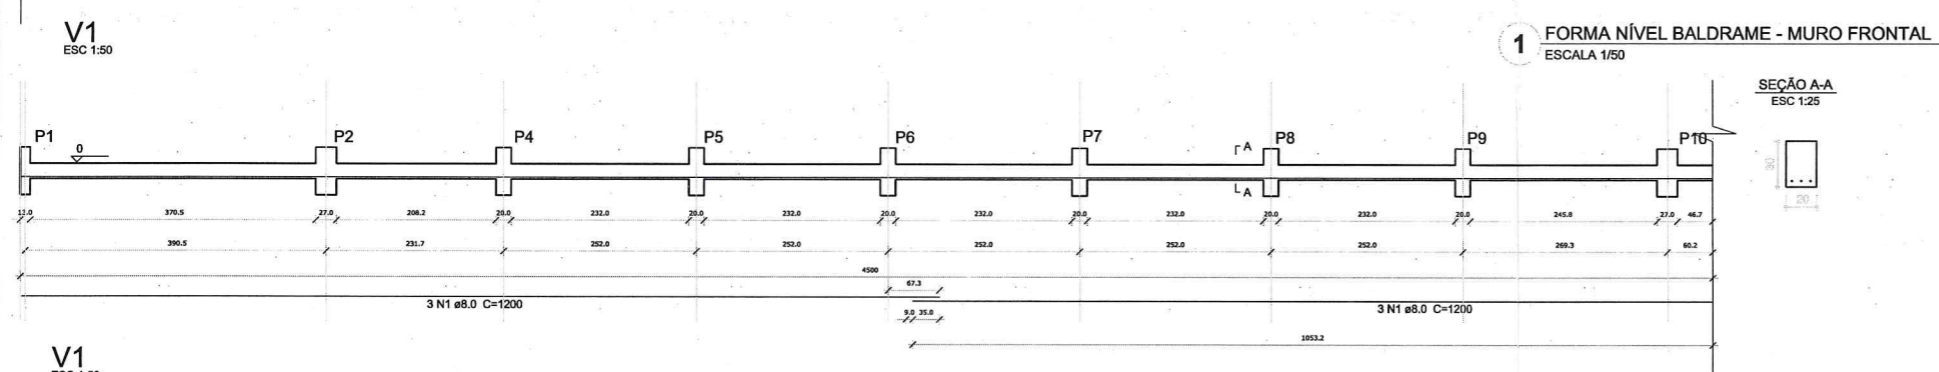 V1
ESC 1:50
1
FORMA NÍVEL BALDRAME - MURO FRONTAL
ESCALA 1/50
SEÇÃO A-A
ESC 1:25
P1 0 P2 P4 P5 P6 P7 A P8 P9 P10
A
30
20
370.5 27.0 208.2 20.0 232.0 20.0 232.0 20.0 232.0 20.0 232.0 20.0 232.0 20.0 245.8 27.0 46.7
390.5 231.7 252.0 252.0 252.0 252.0 252.0 269.3 60.2
4500
67.3
3 N1 ø8.0 C=1200
3 N1 ø8.0 C=1200
9.0 35.0
1053.2
V1